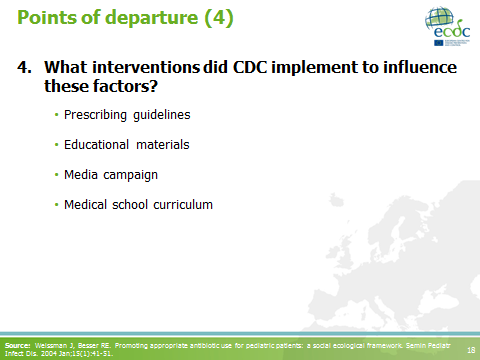 Points of departure (4)
ecdc
4. What interventions did CDC implement to influence
these factors?
• Prescribing guidelines
• Educational materials
• Media campaign
• Medical school curriculum
Source: Weissman J, Besser RE. Promoting appropriate antibiotic use for pediatric patients: a social ecological framework. Semin Pediatr
Infect Dis. 2004 Jan;15(1):41-51.
18